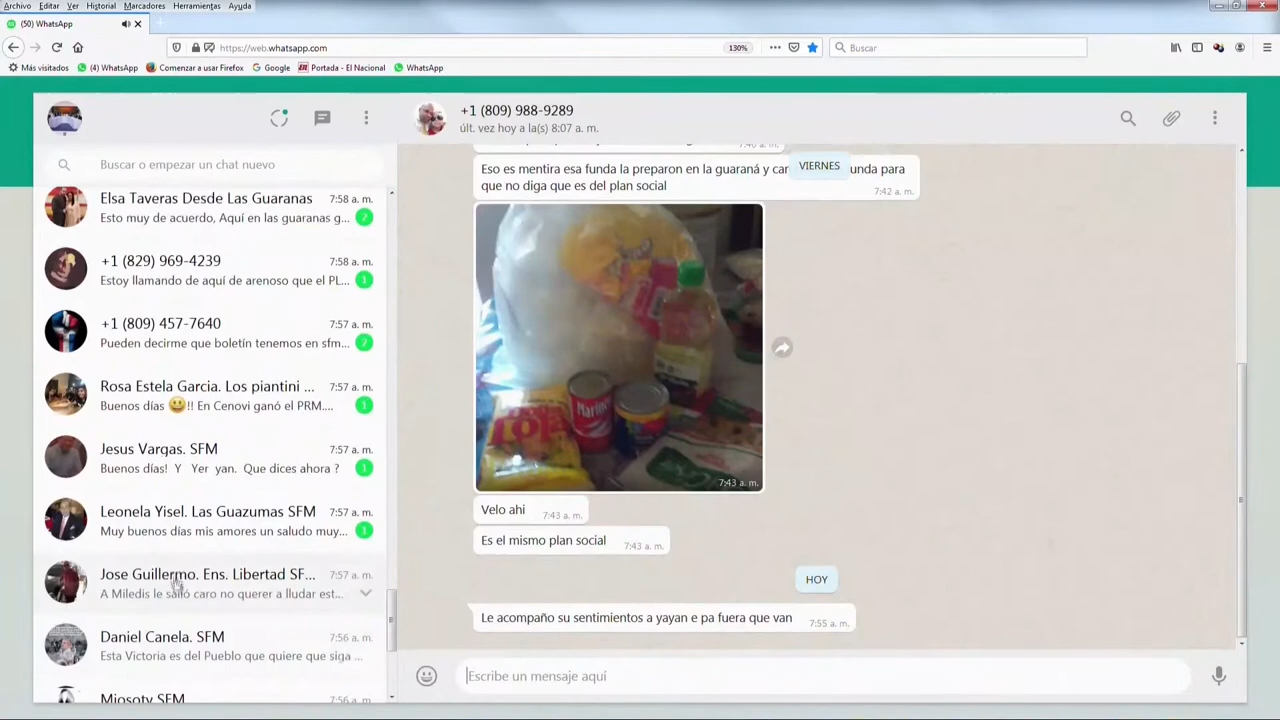 Archivo Editar Ver Historial Marcadores Herramientas Ayuda
(50) WhatsApp
https://web.whatsapp.com
130%
Buscar
Más visitados
(4) WhatsApp
Comenzar a usar Firefox
Google
Portada - El Nacional
WhatsApp
Buscar o empezar un chat nuevo
Elsa Taveras Desde Las Guaranas 7:58 a. m.
Esto muy de acuerdo, Aquí en las guaranas g... 2
+1 (829) 969-4239 7:58 a. m.
Estoy llamando de aquí de arenoso que el PL... 1
+1 (809) 457-7640 7:57 a. m.
Pueden decirme que boletín tenemos en sfm... 2
Rosa Estela Garcia. Los piantini ... 7:57 a. m.
Buenos días 😃!! En Cenovi ganó el PRM.... 1
Jesus Vargas. SFM 7:57 a. m.
Buenos días! Y Yer yan. Que dices ahora ? 1
Leonela Yisel. Las Guazumas SFM 7:57 a. m.
Muy buenos días mis amores un saludo muy... 1
Jose Guillermo. Ens. Libertad SF... 7:57 a. m.
A Miledis le salió caro no querer a lludar est...
Daniel Canela. SFM 7:56 a. m.
Esta Victoria es del Pueblo que quiere que siga ...
Miosoty SFM 7:56 a. m.
+1 (809) 988-9289
últ. vez hoy a la(s) 8:07 a. m.
7:40 a. m.
VIERNES
Eso es mentira esa funda la preparon en la guaraná y car unda para
que no diga que es del plan social
7:42 a. m.
7:43 a. m.
Velo ahi 7:43 a. m.
Es el mismo plan social 7:43 a. m.
HOY
Le acompaño su sentimientos a yayan e pa fuera que van 7:55 a. m.
Escribe un mensaje aquí